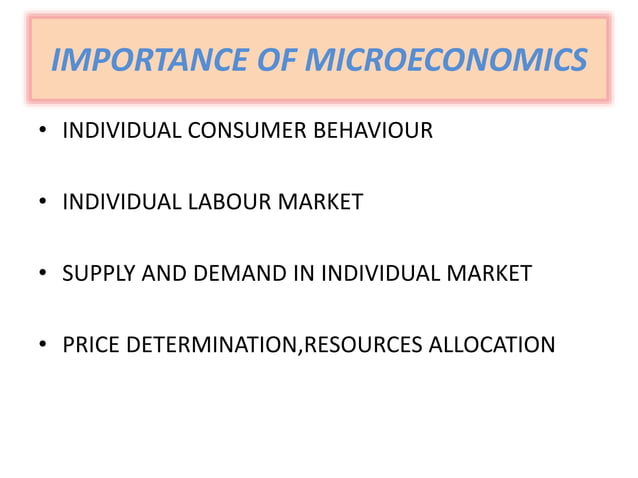 IMPORTANCE OF MICROECONOMICS
• INDIVIDUAL CONSUMER BEHAVIOUR
• INDIVIDUAL LABOUR MARKET
• SUPPLY AND DEMAND IN INDIVIDUAL MARKET
• PRICE DETERMINATION,RESOURCES ALLOCATION